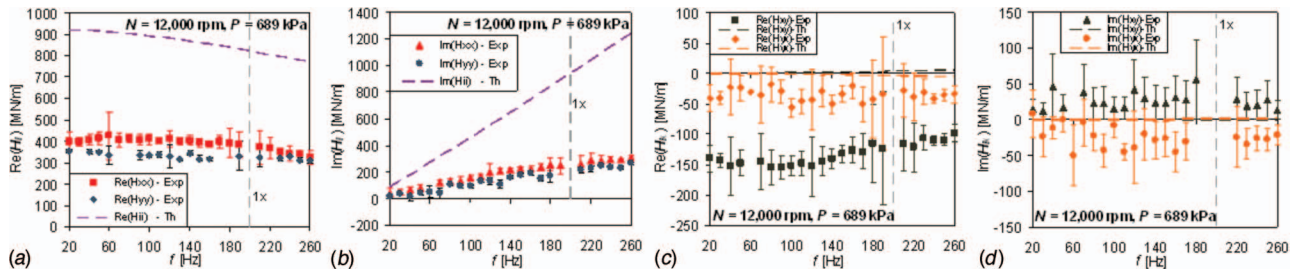 N = 12,000 rpm, P = 689 kPa
1000
900
800
700
600
500
400
300
200
100
0
Re(Hᵢᵢ) [MN/m]
1x
Re(Hxx) - Exp
Re(Hyy) - Exp
Re(Hii) - Th
20 60 100 140 180 220 260
f [Hz]
(a)
N = 12,000 rpm, P = 689 kPa
1400
1200
1000
800
600
400
200
0
-200
Im(Hᵢᵢ) [MN/m]
Im(Hxx) - Exp
Im(Hyy) - Exp
Im(Hii) - Th
1x
20 60 100 140 180 220 260
f [Hz]
(b)
100
50
0
-50
-100
-150
-200
-250
Re(Hᵢⱼ) [MN/m]
Re(Hxy)-Exp
Re(Hxy)-Th
Re(Hyx)-Exp
Re(Hyx)-Th
1x
N = 12,000 rpm, P = 689 kPa
20 60 100 140 180 220 260
f [Hz]
(c)
150
100
50
0
-50
-100
-150
Im(Hᵢⱼ) [MN/m]
Im(Hxy)-Exp
Im(Hxy)-Th
Im(Hyx)-Exp
Im(Hyx)-Th
1x
N = 12,000 rpm, P = 689 kPa
20 60 100 140 180 220 260
f [Hz]
(d)